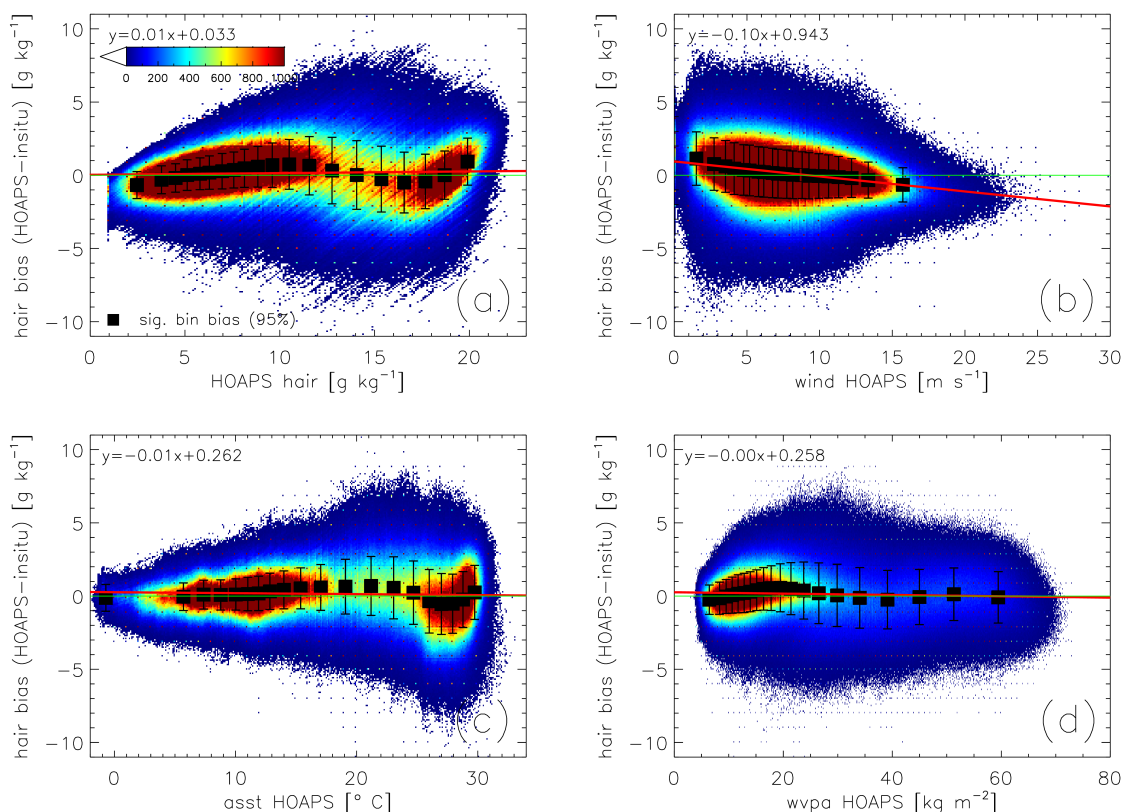 hair bias (HOAPS−insitu) [g kg⁻¹]
10
5
0
-5
-10
y=0.01x+0.033
0 200 400 600 800 1000
(a)
sig. bin bias (95%)
0 5 10 15 20
HOAPS hair [g kg⁻¹]
hair bias (HOAPS−insitu) [g kg⁻¹]
10
5
0
-5
-10
y=−0.10x+0.943
(b)
0 5 10 15 20 25 30
wind HOAPS [m s⁻¹]
hair bias (HOAPS−insitu) [g kg⁻¹]
10
5
0
-5
-10
y=−0.01x+0.262
(c)
0 10 20 30
asst HOAPS [° C]
hair bias (HOAPS−insitu) [g kg⁻¹]
10
5
0
-5
-10
y=−0.00x+0.258
(d)
0 20 40 60 80
wvpa HOAPS [kg m⁻²]